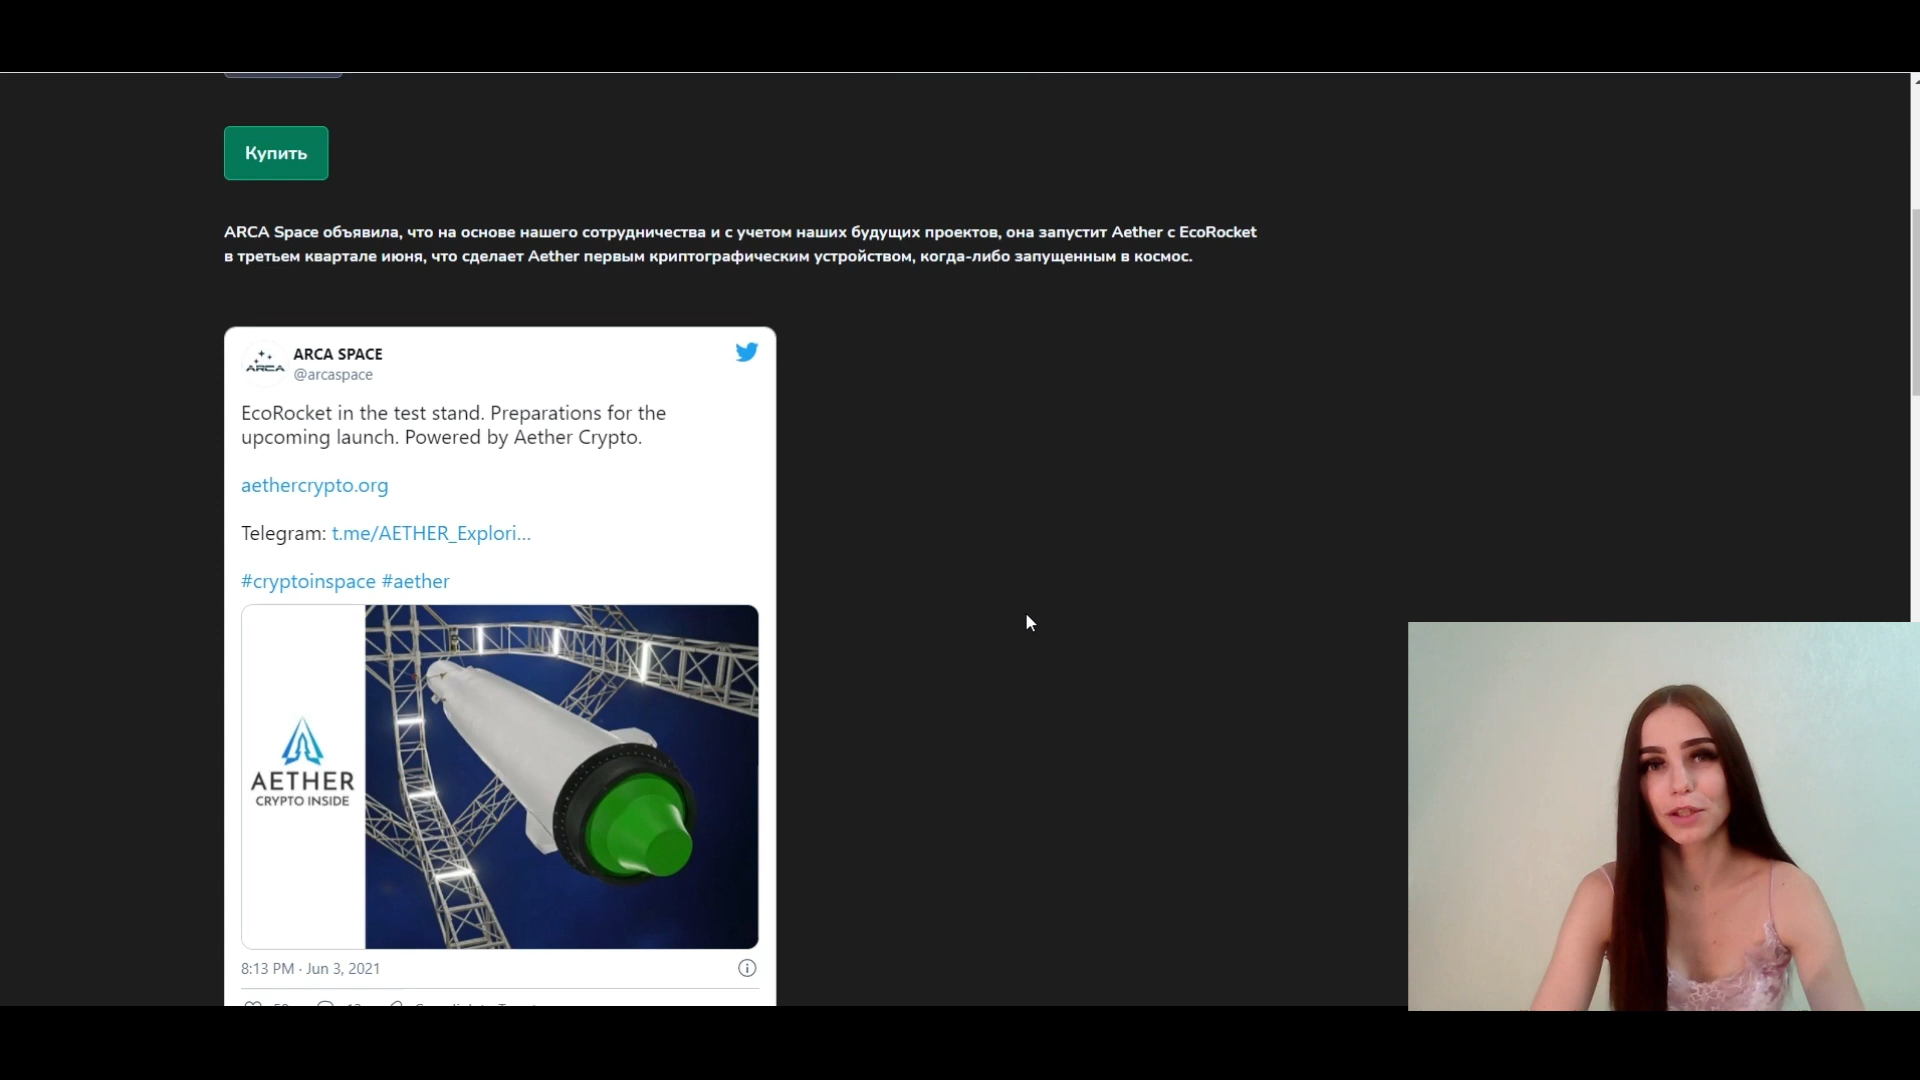 Купить
ARCA Space объявила, что на основе нашего сотрудничества и с учетом наших будущих проектов, она запустит Aether с EcoRocket
в третьем квартале июня, что сделает Aether первым криптографическим устройством, когда-либо запущенным в космос.
ARCA
ARCA SPACE
@arcaspace
EcoRocket in the test stand. Preparations for the
upcoming launch. Powered by Aether Crypto.
aethercrypto.org
Telegram: t.me/AETHER_Explori...
#cryptoinspace #aether
AETHER
CRYPTO INSIDE
8:13 PM · Jun 3, 2021